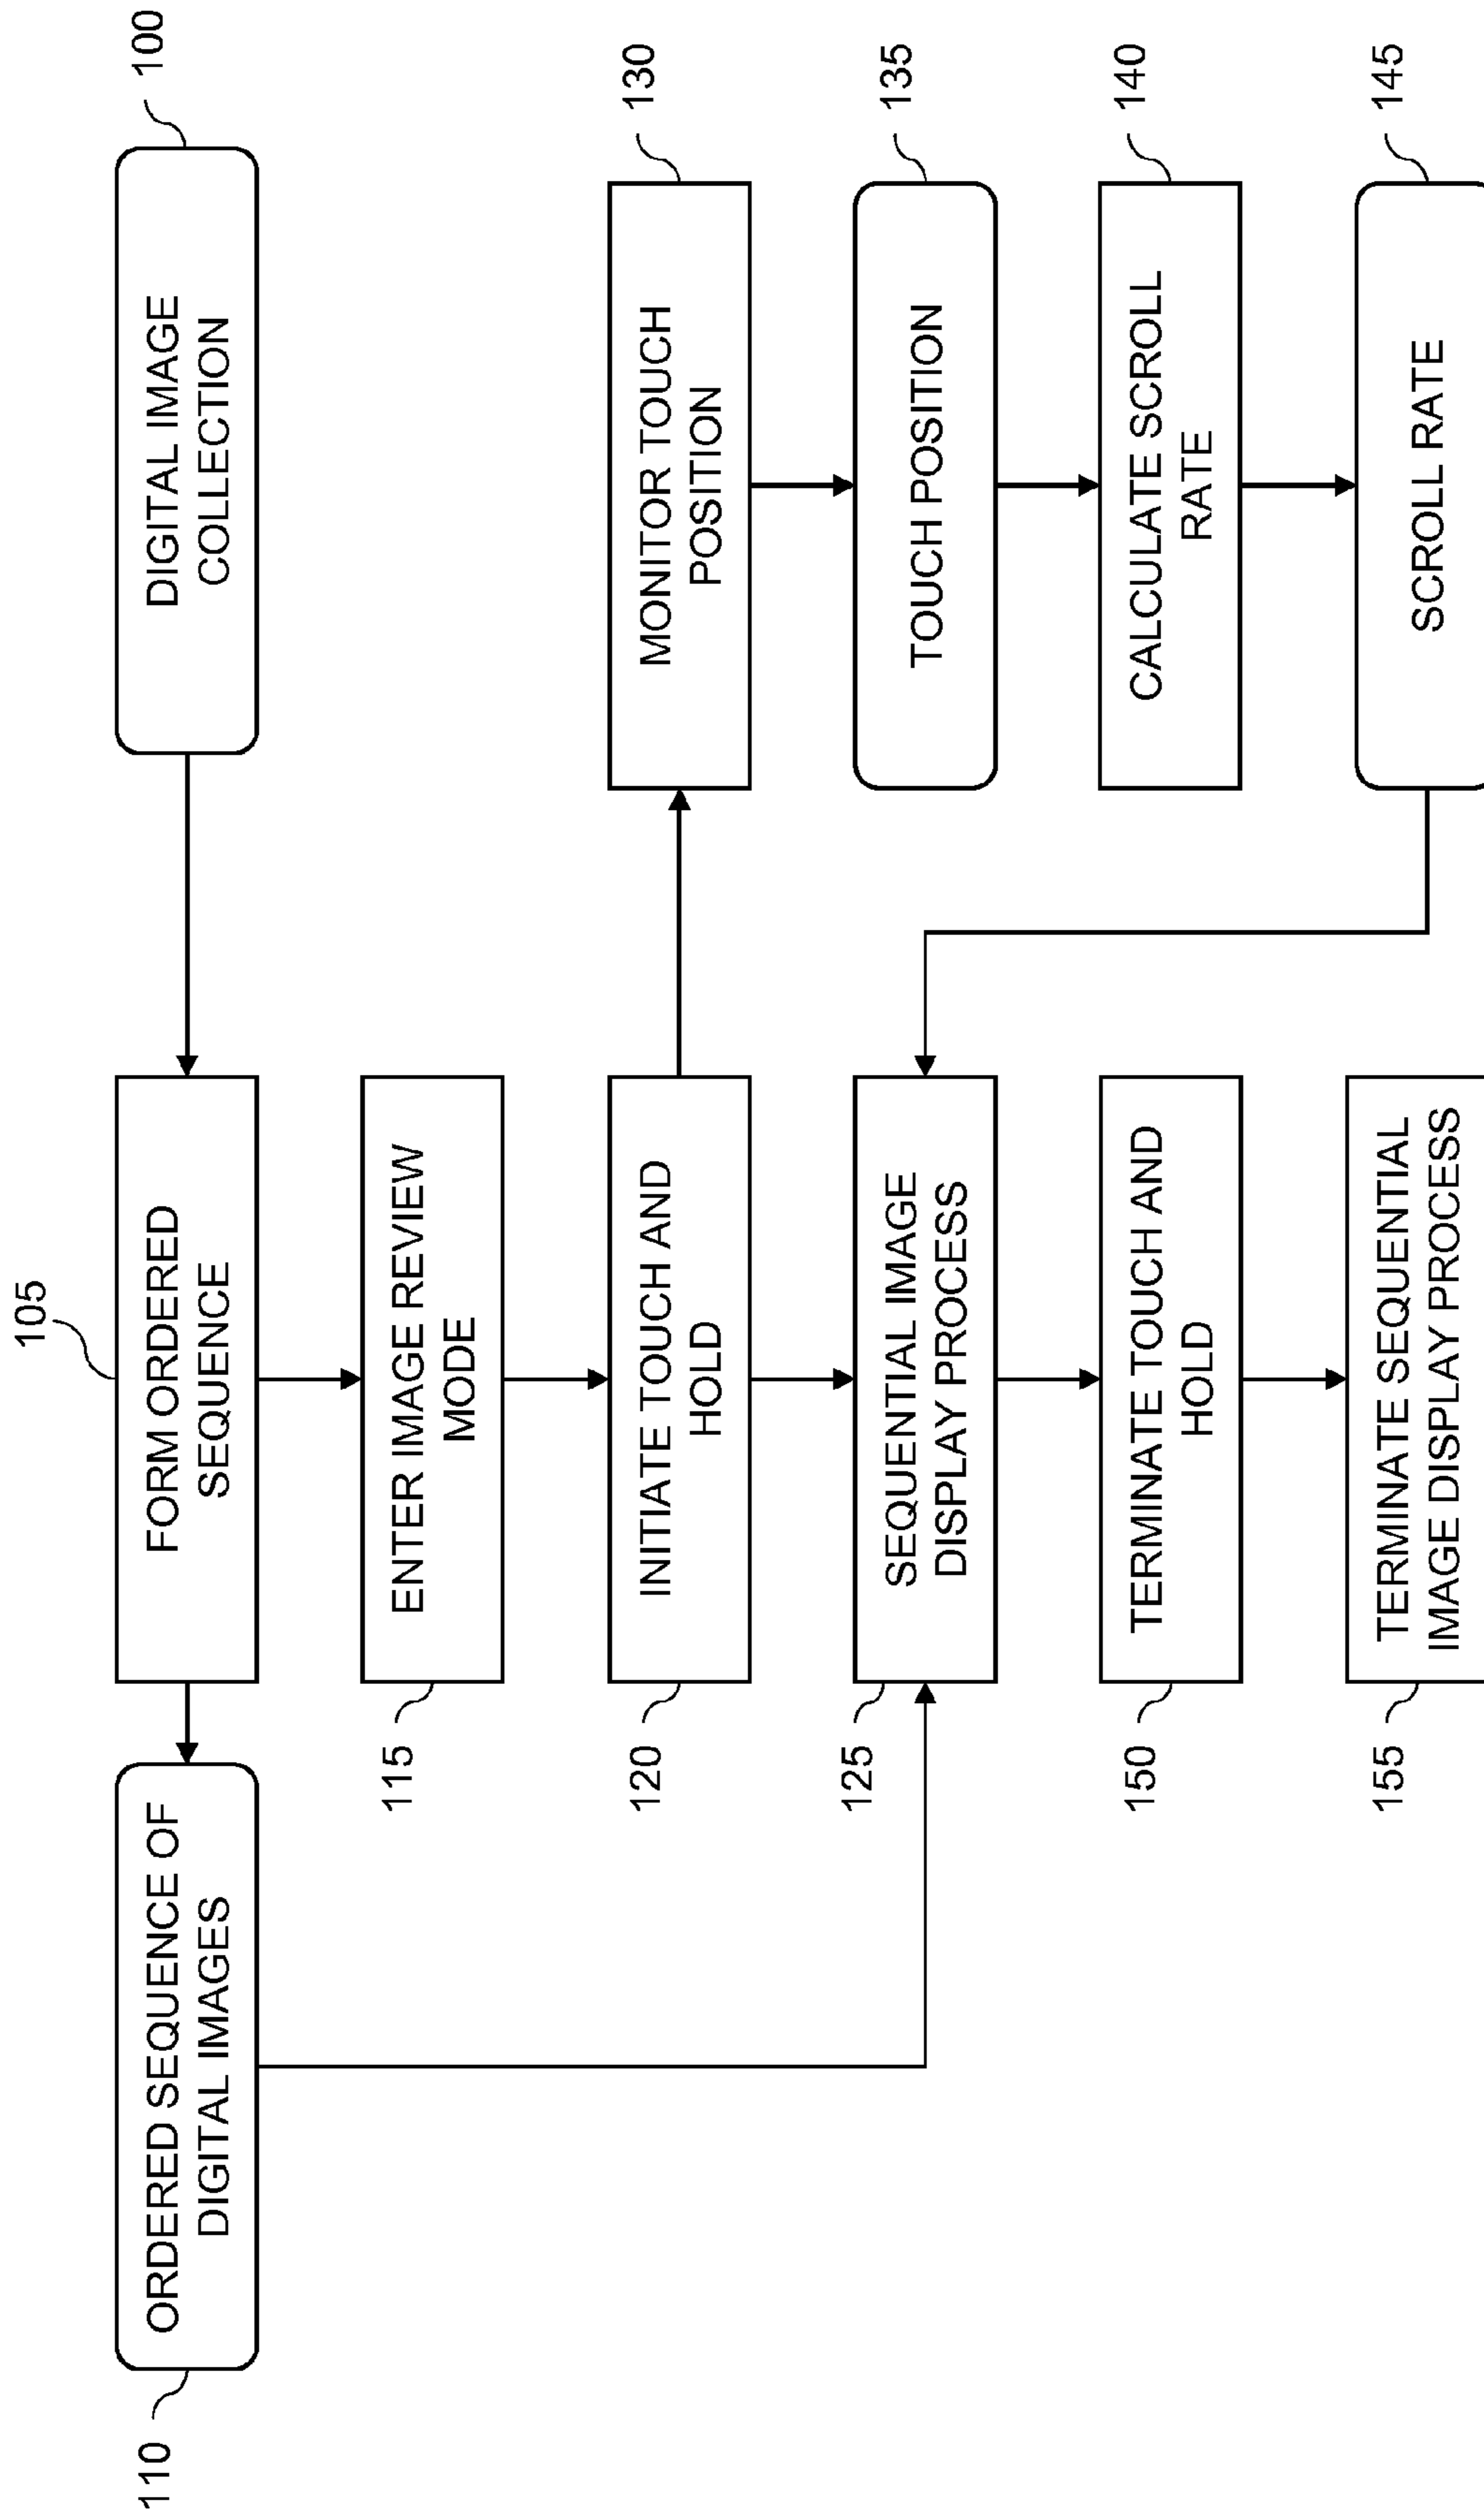 100
DIGITAL IMAGE
COLLECTION
105
FORM ORDERED
SEQUENCE
110
ORDERED SEQUENCE OF
DIGITAL IMAGES
115
ENTER IMAGE REVIEW
MODE
120
INITIATE TOUCH AND
HOLD
130
MONITOR TOUCH
POSITION
135
TOUCH POSITION
140
CALCULATE SCROLL
RATE
145
SCROLL RATE
125
SEQUENTIAL IMAGE
DISPLAY PROCESS
150
TERMINATE TOUCH AND
HOLD
155
TERMINATE SEQUENTIAL
IMAGE DISPLAY PROCESS